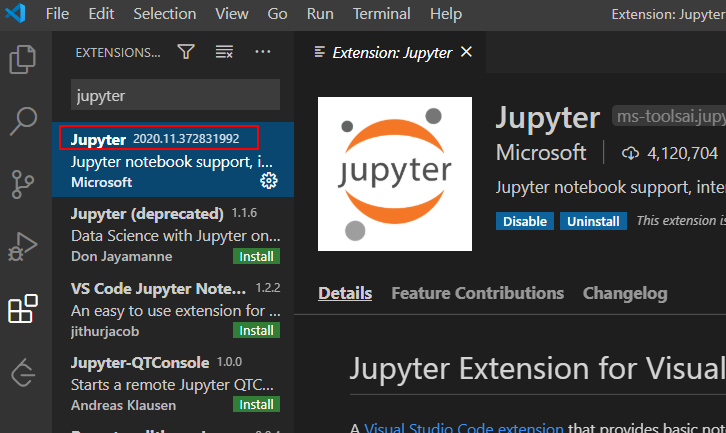 File Edit Selection View Go Run Terminal Help Extension: Jupyter
EXTENSIONS...
Extension: Jupyter
jupyter
Jupyter 2020.11.372831992
Jupyter notebook support, i...
Microsoft
Jupyter (deprecated) 1.1.6
Data Science with Jupyter on...
Don Jayamanne Install
VS Code Jupyter Note... 1.2.2
An easy to use extension for ...
jithurjacob Install
Jupyter-QTConsole 1.0.0
Starts a remote Jupyter QTC...
Andreas Klausen Install
jupyter
Jupyter ms-toolsai.jupy
Microsoft 4,120,704
Jupyter notebook support, inter
Disable Uninstall This extension is
Details Feature Contributions Changelog
Jupyter Extension for Visual
A Visual Studio Code extension that provides basic not